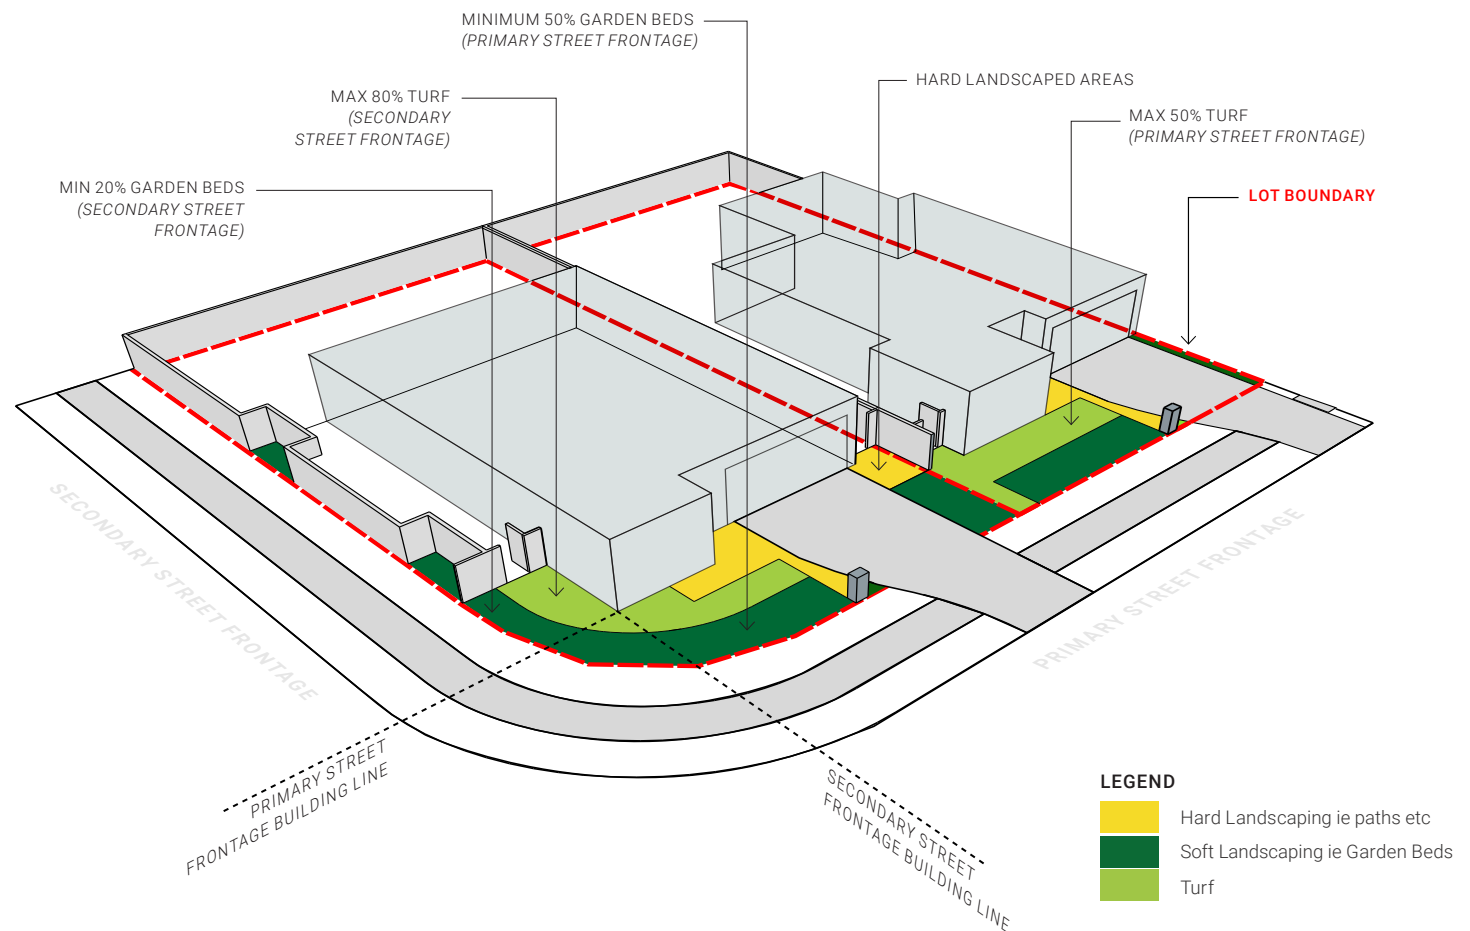 MINIMUM 50% GARDEN BEDS
(PRIMARY STREET FRONTAGE)
HARD LANDSCAPED AREAS
MAX 80% TURF
(SECONDARY
STREET FRONTAGE)
MAX 50% TURF
(PRIMARY STREET FRONTAGE)
MIN 20% GARDEN BEDS
(SECONDARY STREET
FRONTAGE)
LOT BOUNDARY
SECONDARY STREET FRONTAGE
PRIMARY STREET FRONTAGE
PRIMARY STREET
FRONTAGE BUILDING LINE
SECONDARY STREET
FRONTAGE BUILDING LINE
LEGEND
Hard Landscaping ie paths etc
Soft Landscaping ie Garden Beds
Turf